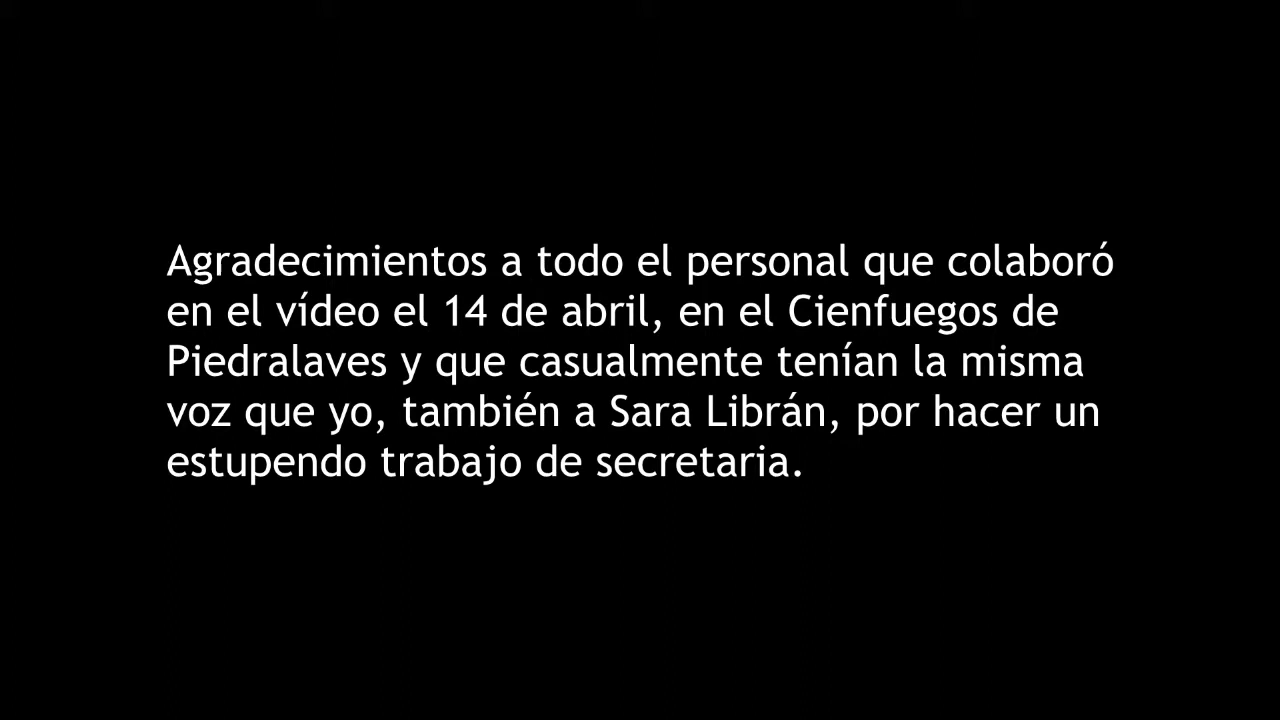 Agradecimientos a todo el personal que colaboró
en el vídeo el 14 de abril, en el Cienfuegos de
Piedralaves y que casualmente tenían la misma
voz que yo, también a Sara Librán, por hacer un
estupendo trabajo de secretaria.